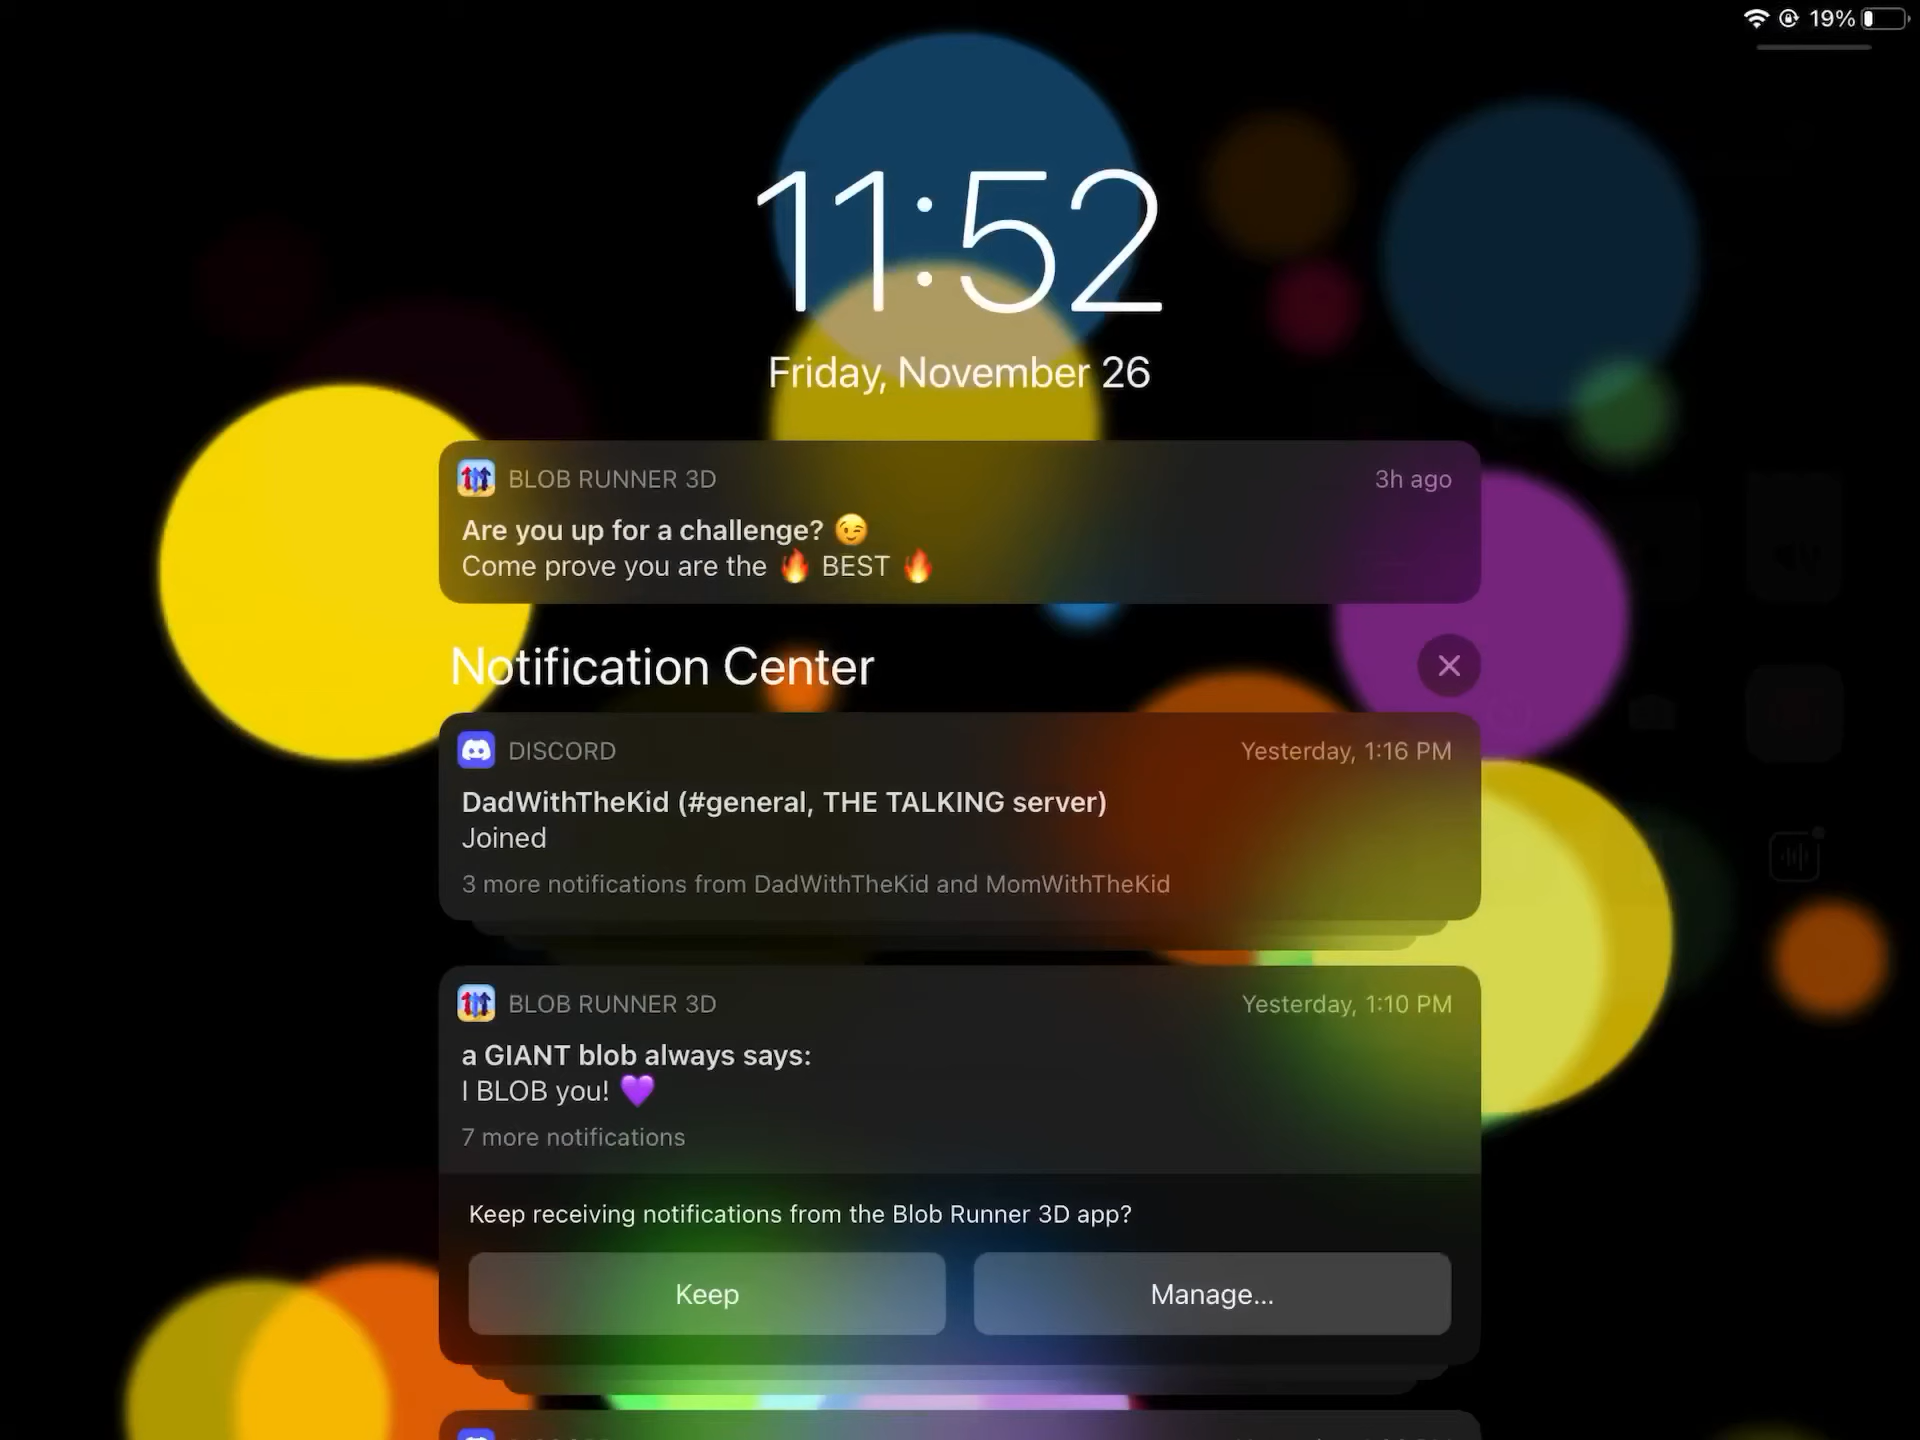 19%
11:52
Friday, November 26
BLOB RUNNER 3D
3h ago
Are you up for a challenge? 😉
Come prove you are the 🔥 BEST 🔥
Notification Center
DISCORD
Yesterday, 1:16 PM
DadWithTheKid (#general, THE TALKING server)
Joined
3 more notifications from DadWithTheKid and MomWithTheKid
BLOB RUNNER 3D
Yesterday, 1:10 PM
a GIANT blob always says:
I BLOB you! 💜
7 more notifications
Keep receiving notifications from the Blob Runner 3D app?
Keep
Manage...